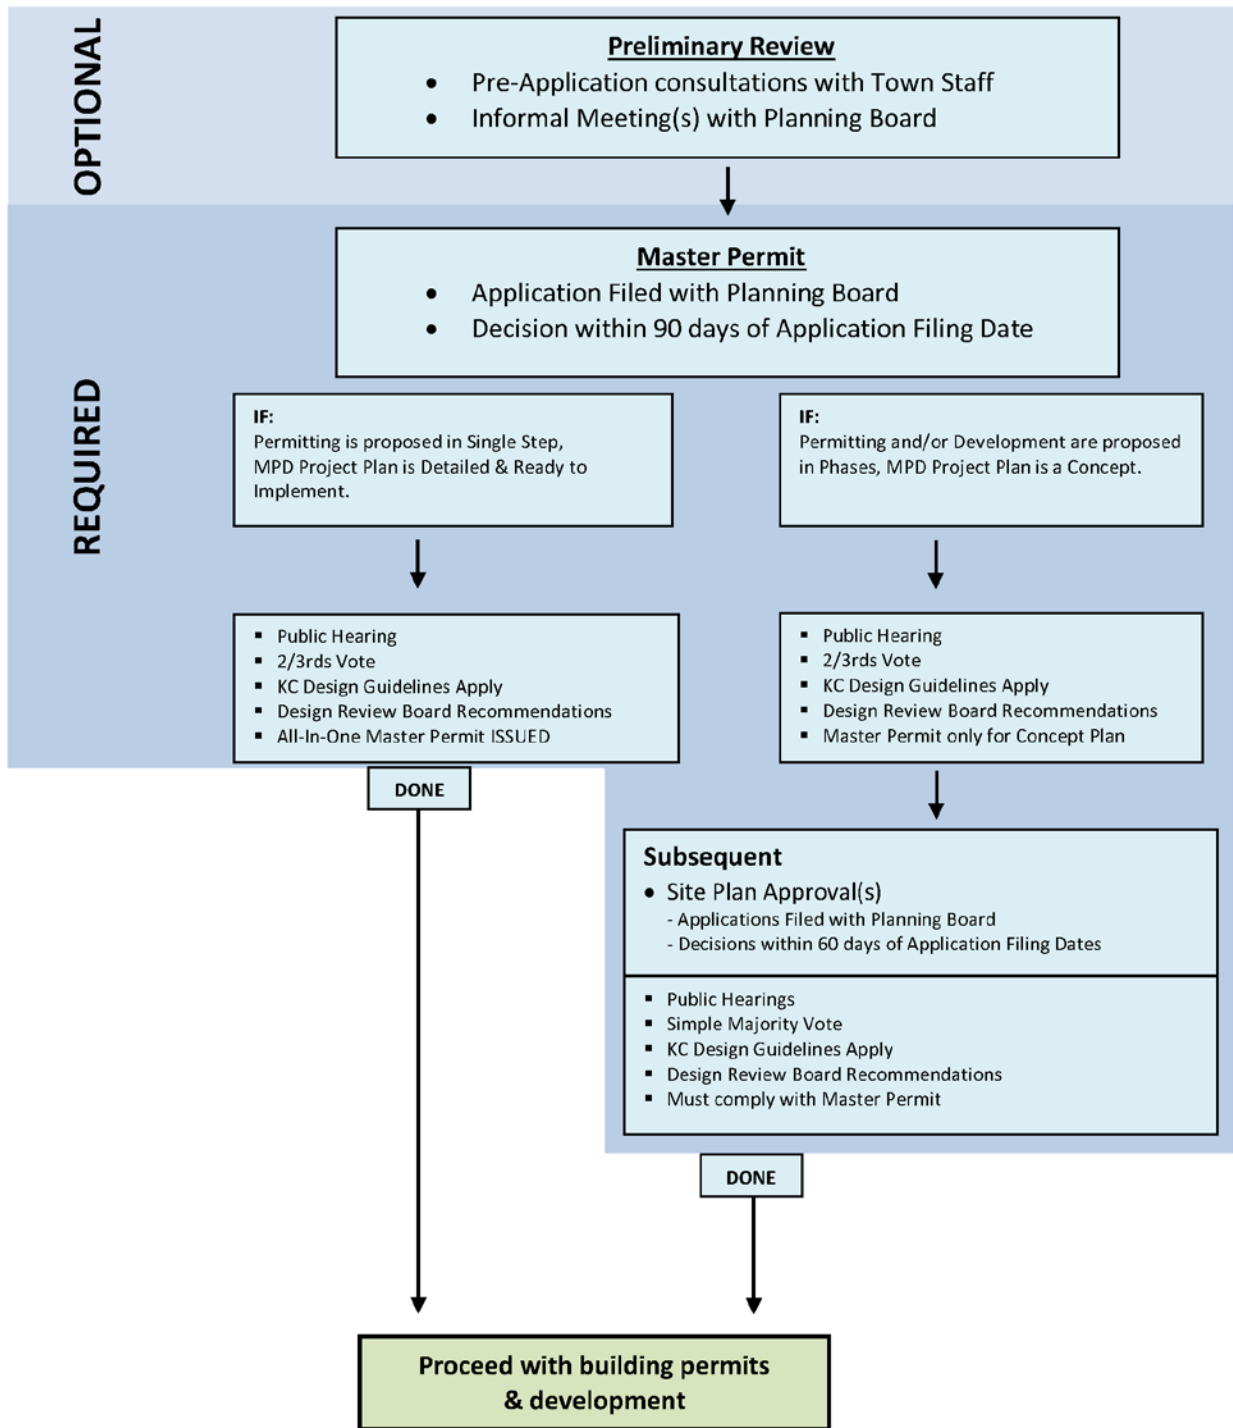 OPTIONAL
Preliminary Review
• Pre-Application consultations with Town Staff
• Informal Meeting(s) with Planning Board
REQUIRED
Master Permit
• Application Filed with Planning Board
• Decision within 90 days of Application Filing Date
IF:
Permitting is proposed in Single Step,
MPD Project Plan is Detailed & Ready to
Implement.
IF:
Permitting and/or Development are proposed
in Phases, MPD Project Plan is a Concept.
▪ Public Hearing
▪ 2/3rds Vote
▪ KC Design Guidelines Apply
▪ Design Review Board Recommendations
▪ All-In-One Master Permit ISSUED
▪ Public Hearing
▪ 2/3rds Vote
▪ KC Design Guidelines Apply
▪ Design Review Board Recommendations
▪ Master Permit only for Concept Plan
DONE
Subsequent
• Site Plan Approval(s)
- Applications Filed with Planning Board
- Decisions within 60 days of Application Filing Dates
▪ Public Hearings
▪ Simple Majority Vote
▪ KC Design Guidelines Apply
▪ Design Review Board Recommendations
▪ Must comply with Master Permit
DONE
Proceed with building permits
& development